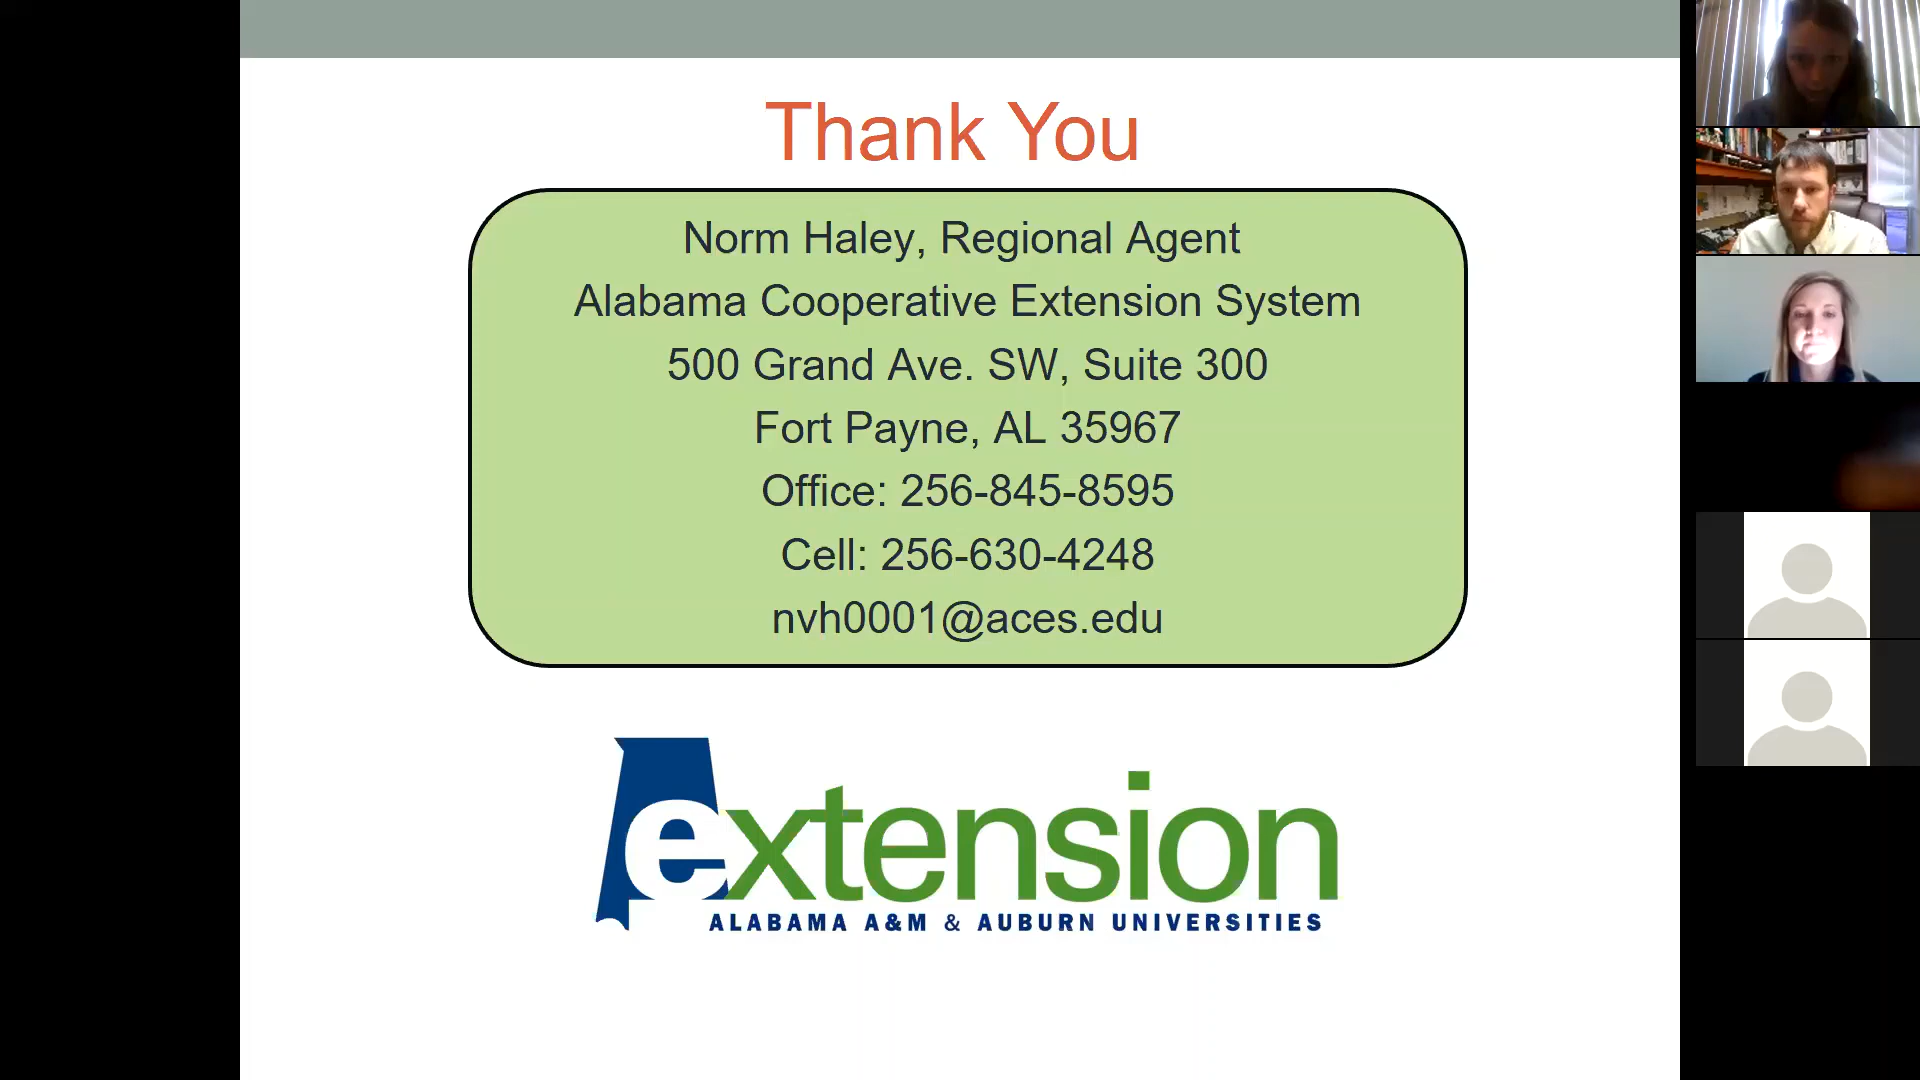 Thank You
Norm Haley, Regional Agent
Alabama Cooperative Extension System
500 Grand Ave. SW, Suite 300
Fort Payne, AL 35967
Office: 256-845-8595
Cell: 256-630-4248
nvh0001@aces.edu
extension
ALABAMA A&M & AUBURN UNIVERSITIES